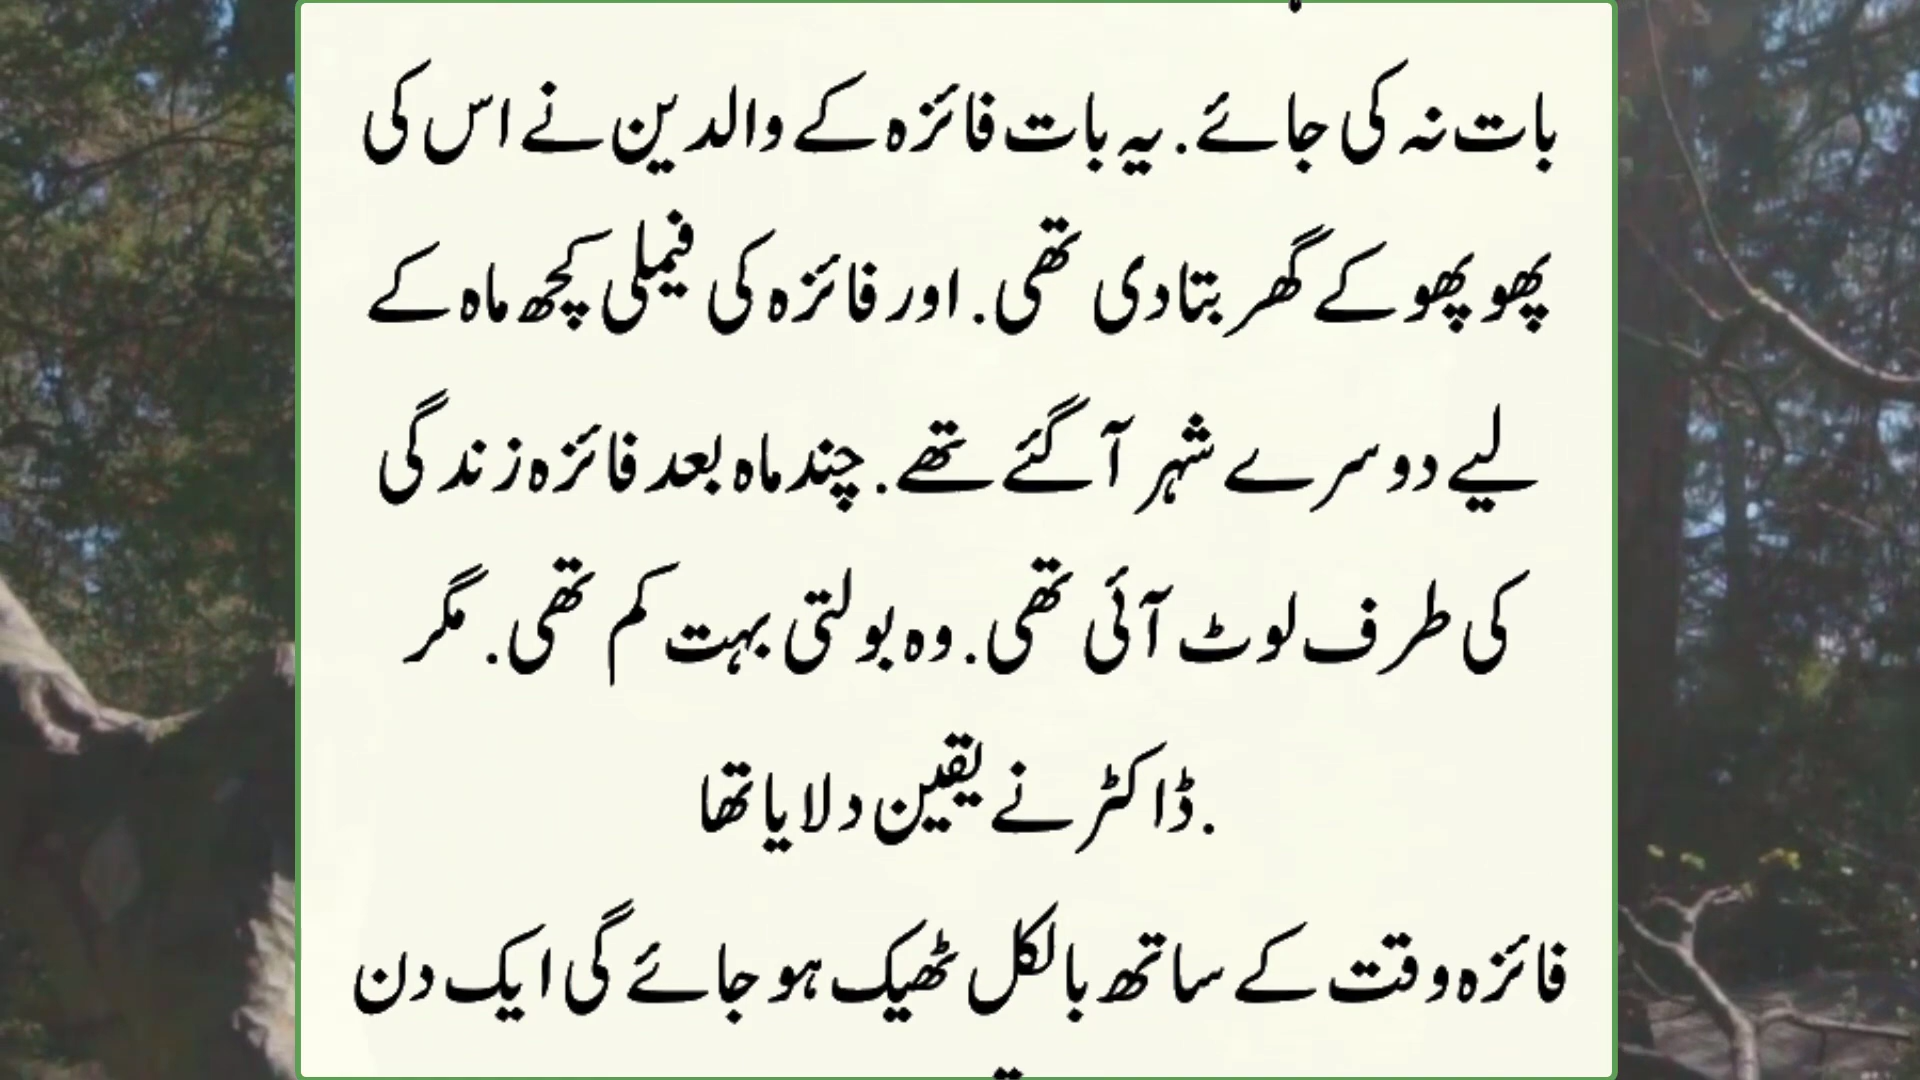 بات نہ کی جائے. یہ بات فائزہ کے والدین نے اس کی
پھوپھو کے گھر بتا دی تھی. اور فائزہ کی فیملی کچھ ماہ کے
لیے دوسرے شہر آ گئے تھے. چند ماہ بعد فائزہ زندگی
کی طرف لوٹ آئی تھی. وہ بولتی بہت کم تھی. مگر
.ڈاکٹر نے یقین دلایا تھا
فائزہ وقت کے ساتھ بالکل ٹھیک ہو جائے گی ایک دن